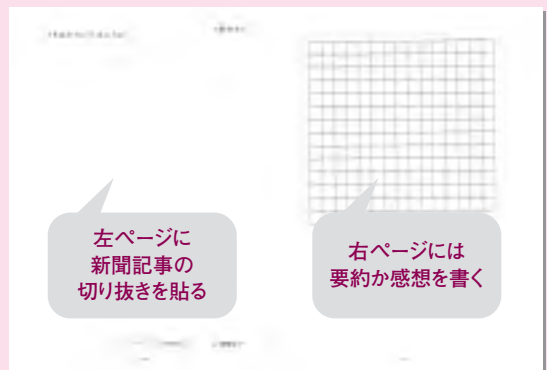 左ページに
新聞記事の
切り抜きを貼る
右ページには
要約か感想を書く